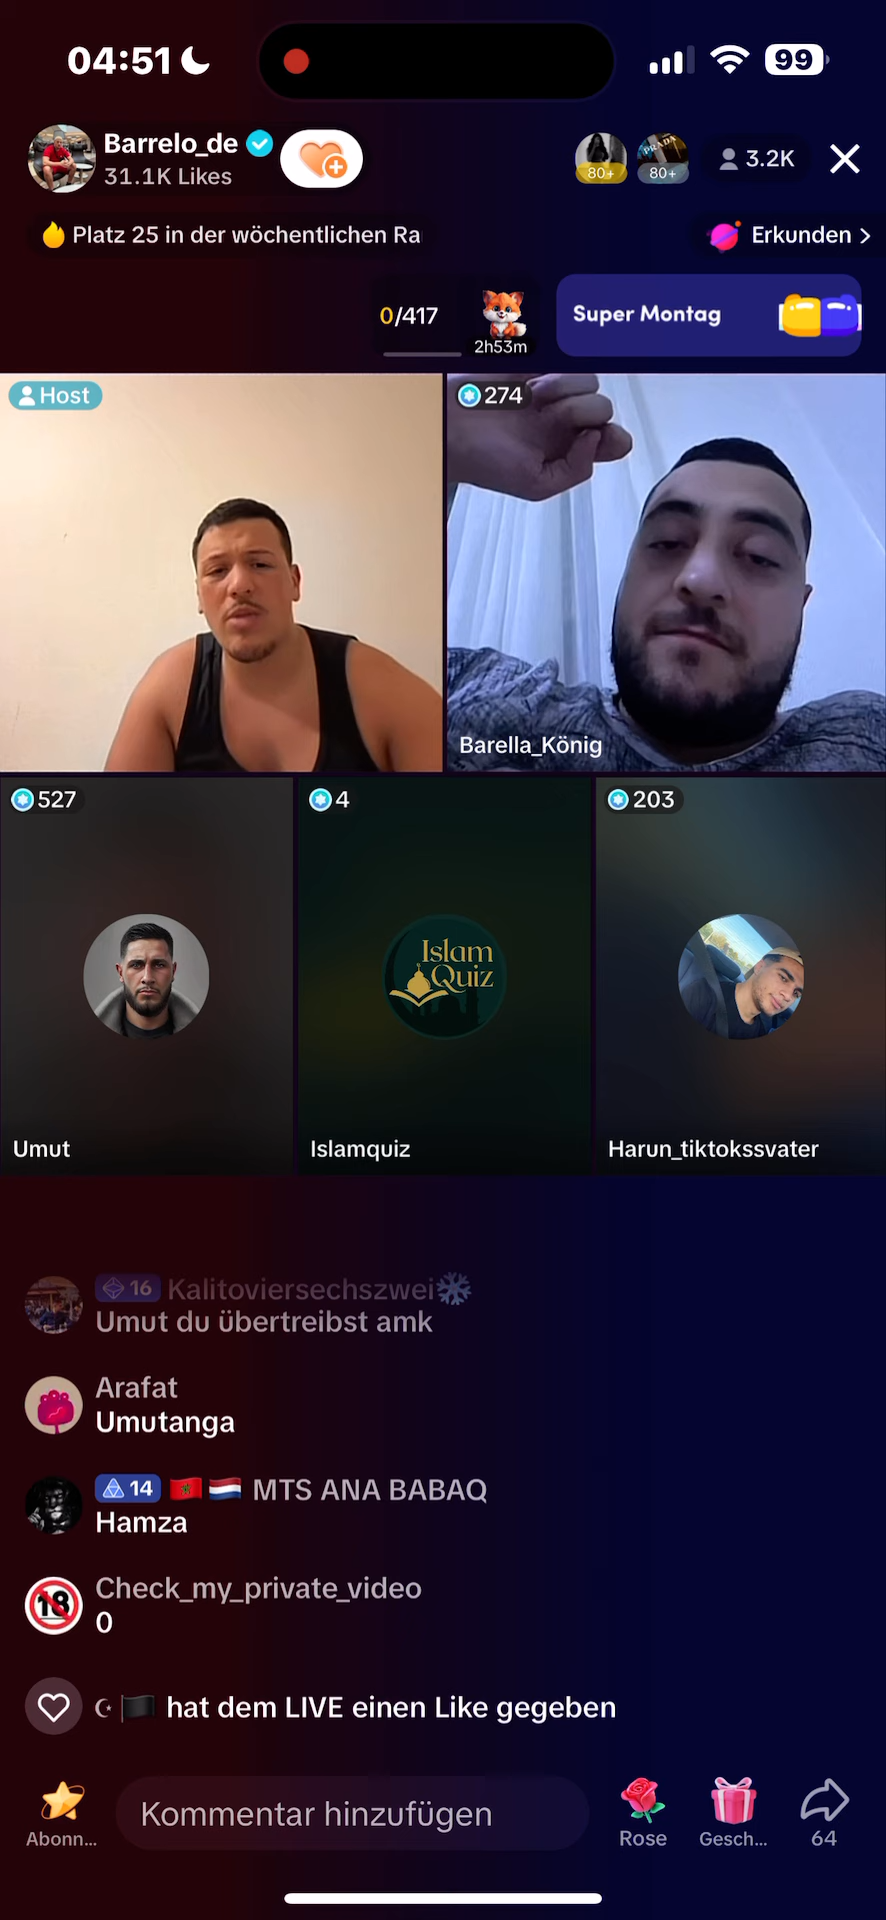 04:51
99
Barrelo_de
31.1K Likes
80+
80+
3.2K
Platz 25 in der wöchentlichen Ra
Erkunden >
0/417
2h53m
Super Montag
Host
274
PRADA
Barella_König
527
4
203
Islam
Quiz
Umut
Islamquiz
Harun_tiktokssvater
16 Kalitoviersechszwei❄
Umut du übertreibst amk
Arafat
Umutanga
14 🇲🇦🇳🇱 MTS ANA BABAQ
Hamza
18
Check_my_private_video
0
☪🏴 hat dem LIVE einen Like gegeben
Abonn...
Kommentar hinzufügen
Rose
Gesch...
64